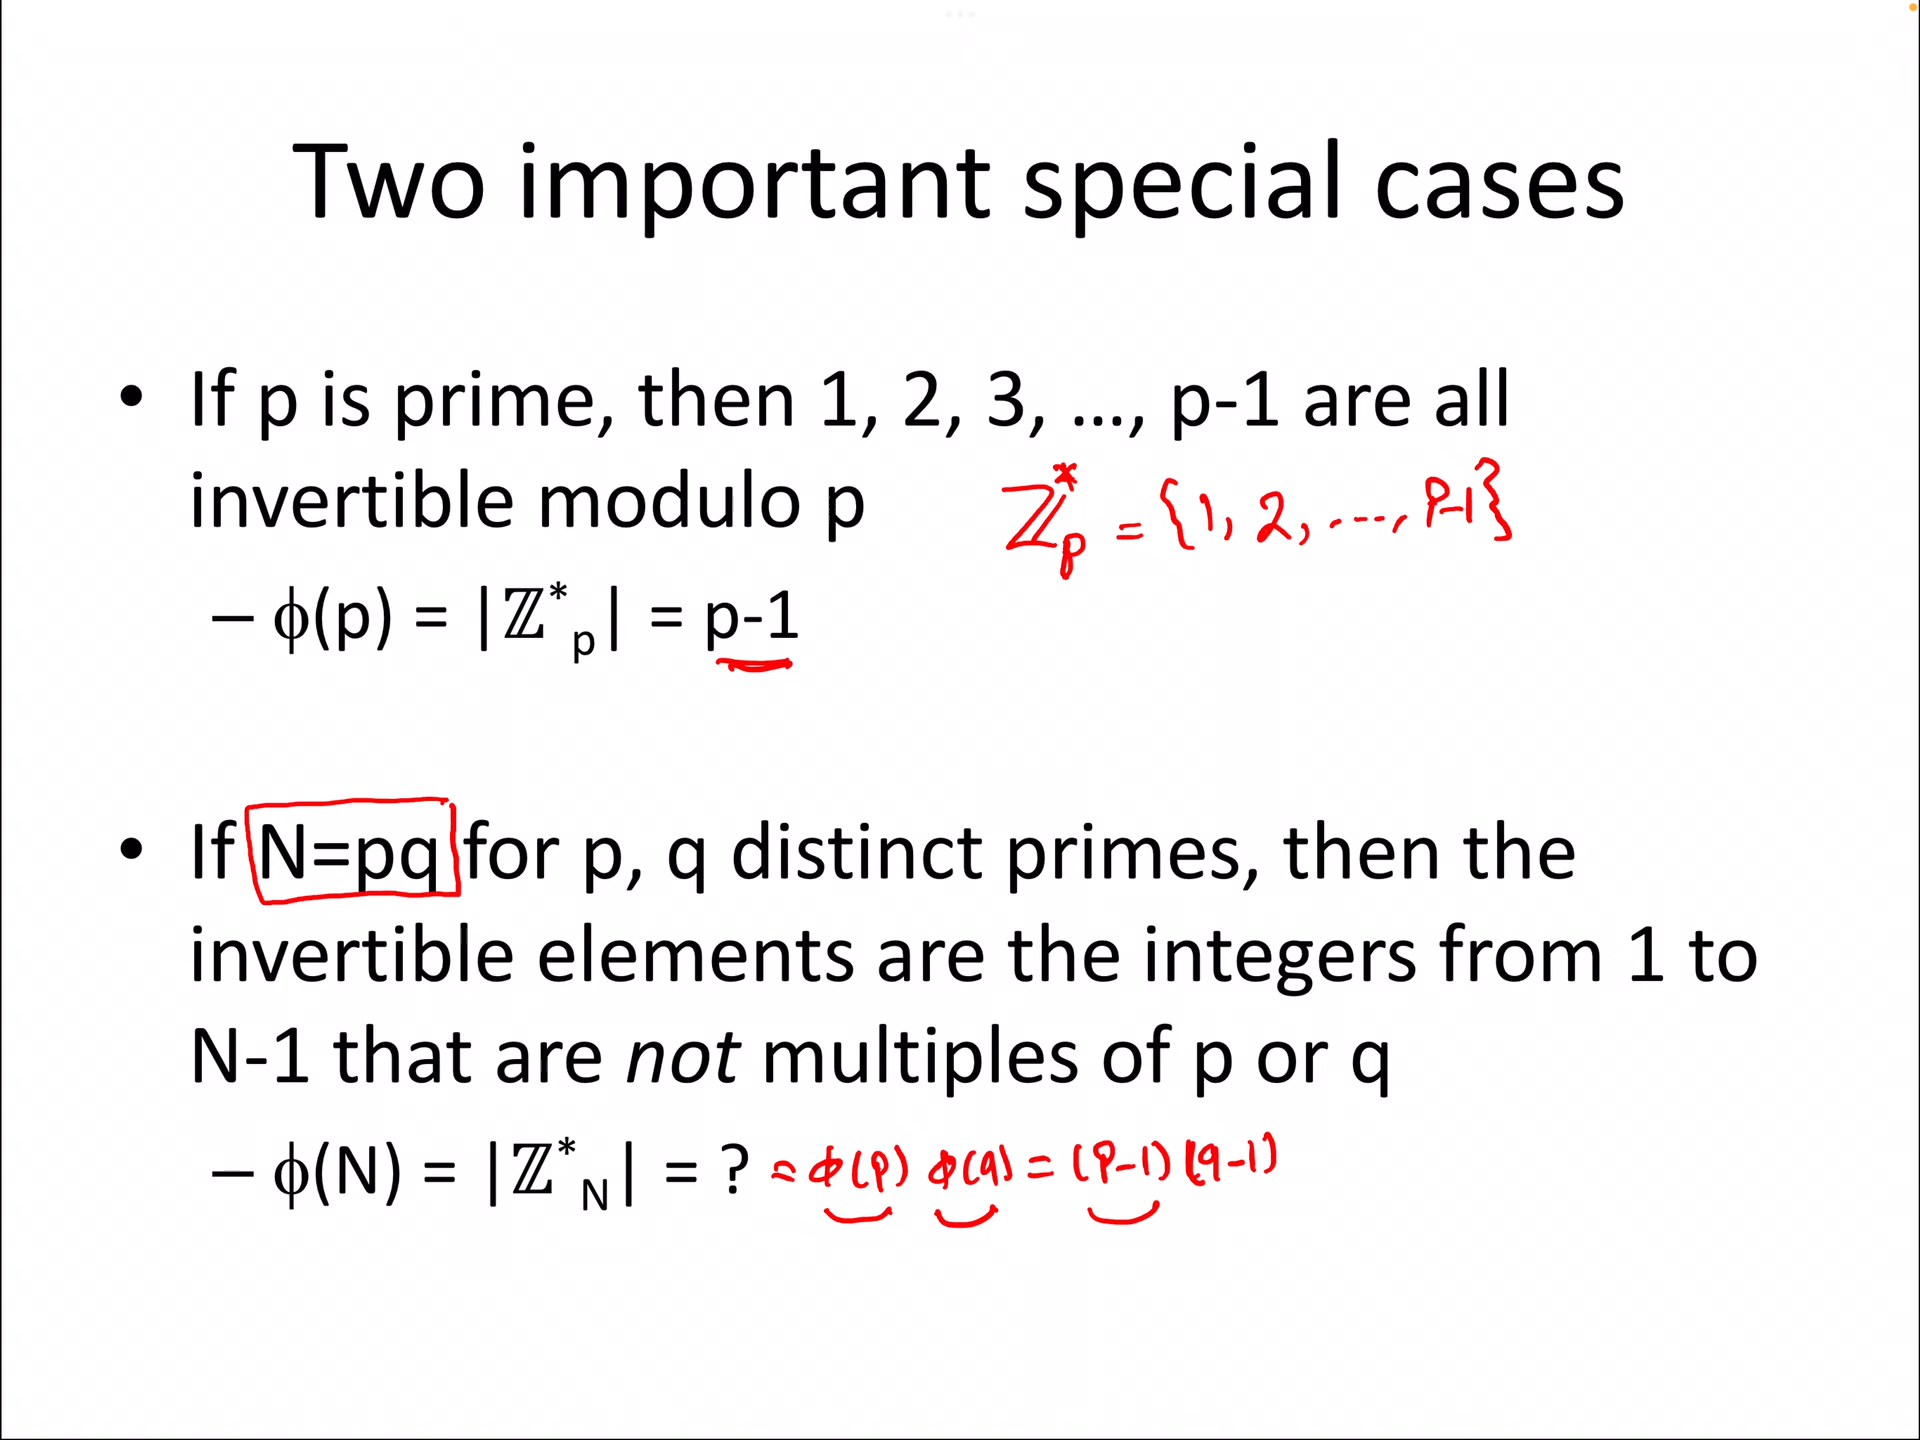 Two important special cases
• If p is prime, then 1, 2, 3, …, p-1 are all
invertible modulo p
ℤ*ₚ = {1, 2, ..., p-1}
– ϕ(p) = |ℤ*ₚ| = p-1
• If N=pq for p, q distinct primes, then the
invertible elements are the integers from 1 to
N-1 that are not multiples of p or q
– ϕ(N) = |ℤ*_N| = ? = ϕ(p) ϕ(q) = (p-1)(q-1)